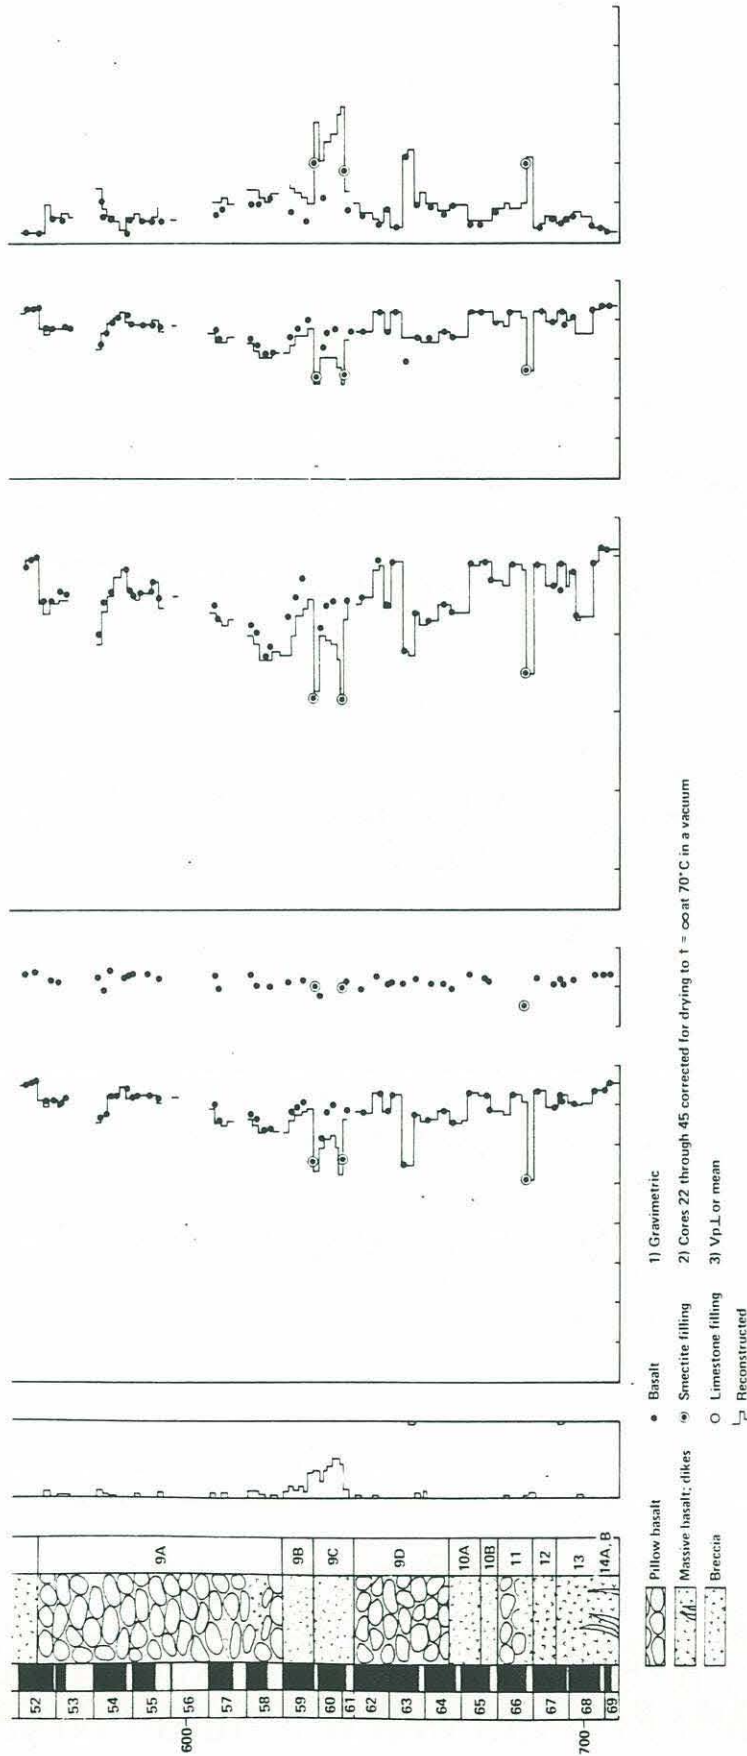 52
53
54
55
56
57
58
59
60
61
62
63
64
65
66
67
68
69
600
700
9A
9B
9C
9D
10A
10B
11
12
13
14A, B
Pillow basalt
Massive basalt; dikes
Breccia
Basalt
Smectite filling
Limestone filling
Reconstructed
1) Gravimetric
2) Cores 22 through 45 corrected for drying to t = ∞ at 70°C in a vacuum
3) Vp⊥ or mean